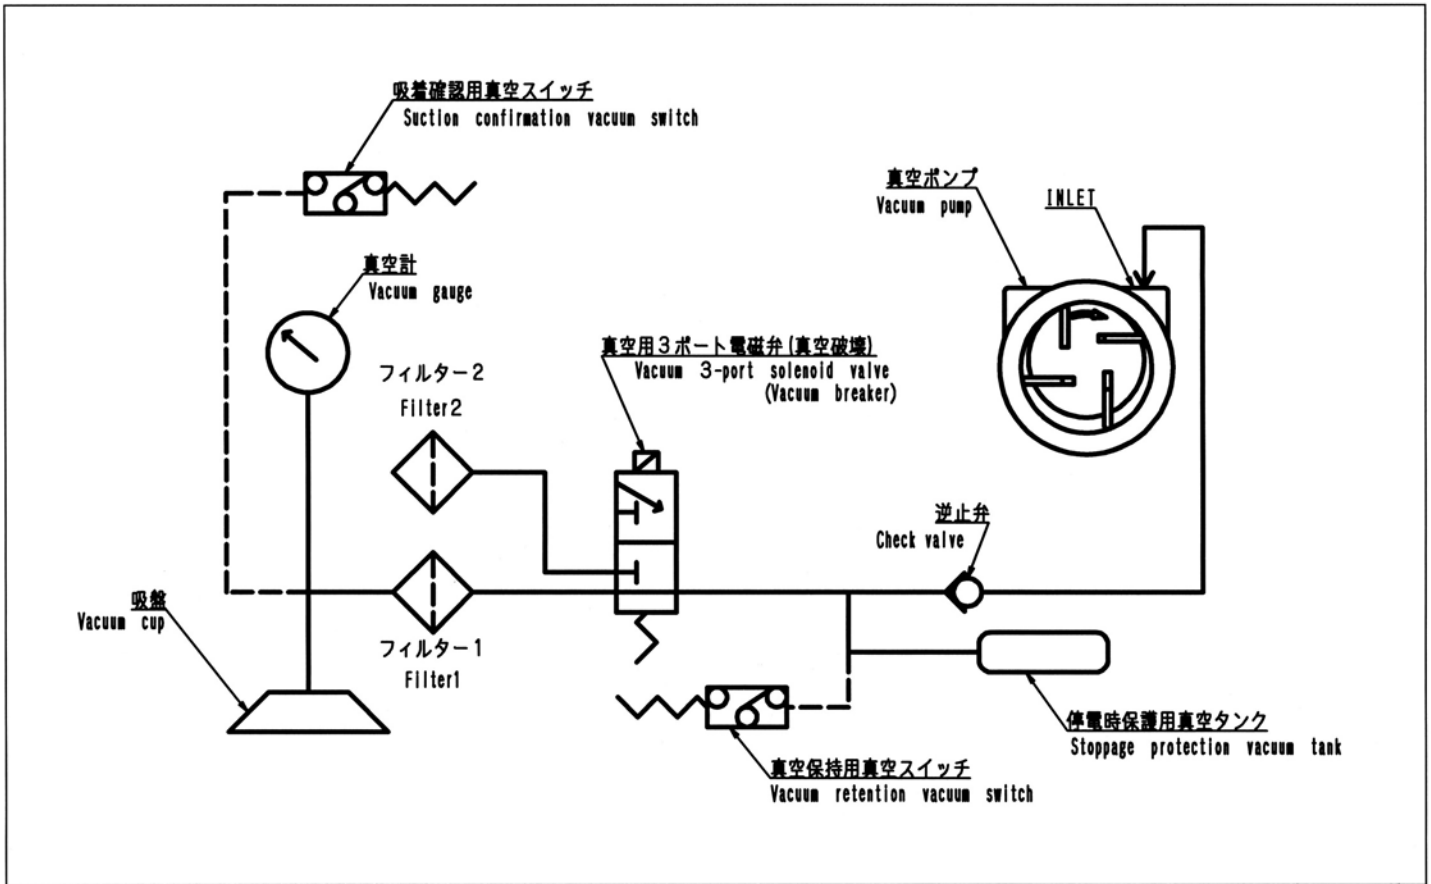 吸着確認用真空スイッチ
Suction confirmation vacuum switch
真空ポンプ
Vacuum pump
INLET
真空計
Vacuum gauge
真空用3ポート電磁弁(真空破壊)
Vacuum 3-port solenoid valve
(Vacuum breaker)
フィルター2
Filter2
逆止弁
Check valve
吸盤
Vacuum cup
フィルター1
Filter1
停電時保護用真空タンク
Stoppage protection vacuum tank
真空保持用真空スイッチ
Vacuum retention vacuum switch